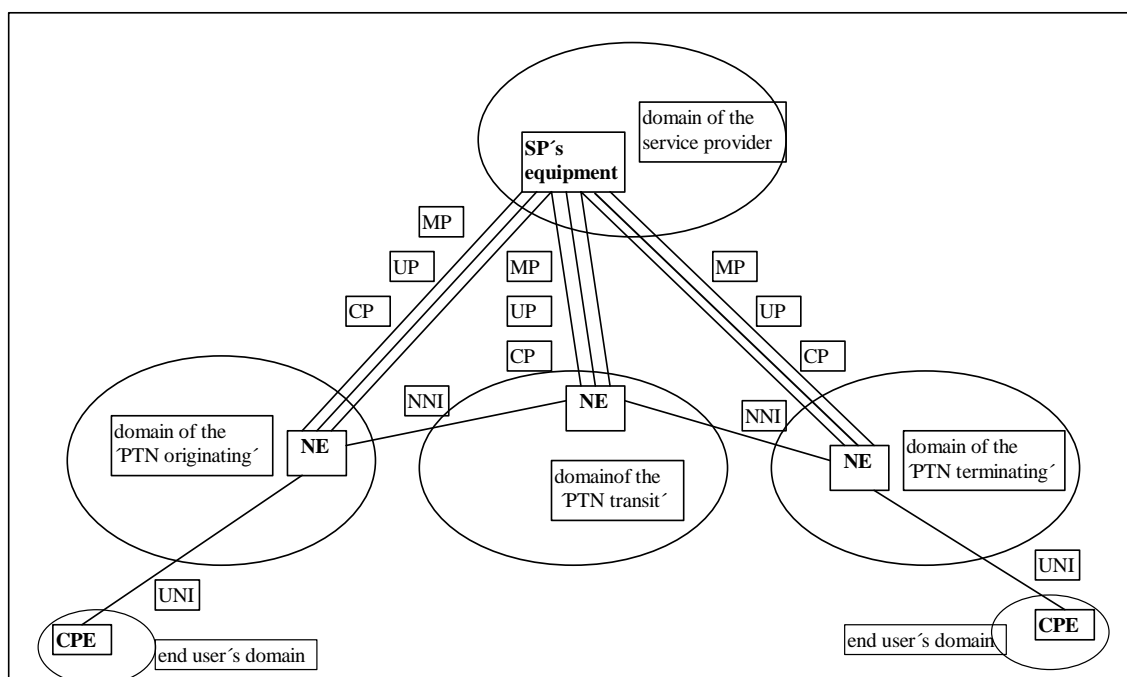 domain of the
service provider
SP´s
equipment
MP
UP
CP
MP
UP
CP
MP
UP
CP
NNI
NE
NNI
domain of the
´PTN originating´
NE
domainof the
´PTN transit´
NE
domain of the
´PTN terminating´
UNI
UNI
CPE
end user´s domain
end user´s domain
CPE